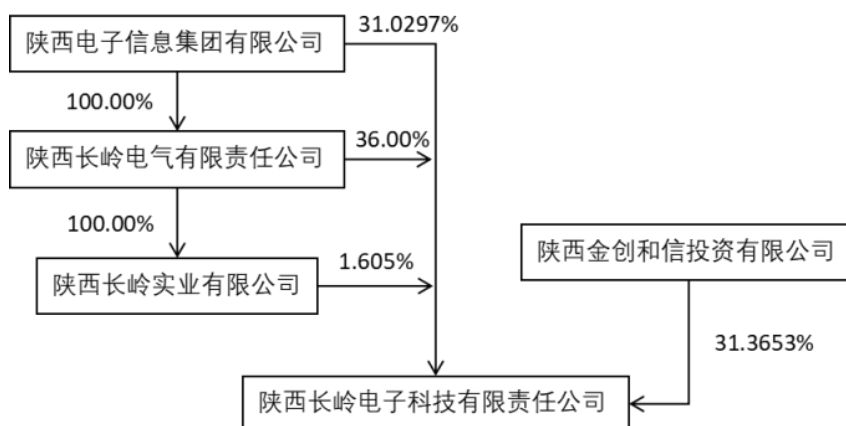 陕西电子信息集团有限公司
31.0297%
100.00%
陕西长岭电气有限责任公司
36.00%
100.00%
陕西长岭实业有限公司
1.605%
陕西金创和信投资有限公司
31.3653%
陕西长岭电子科技有限责任公司